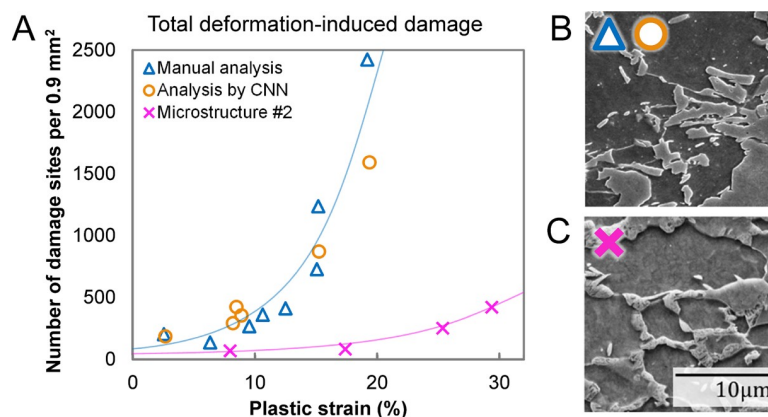 A
Total deformation-induced damage
Number of damage sites per 0.9 mm²
2500
2000
1500
1000
500
0
Manual analysis
Analysis by CNN
Microstructure #2
0
10
20
30
Plastic strain (%)
B
C
10µm